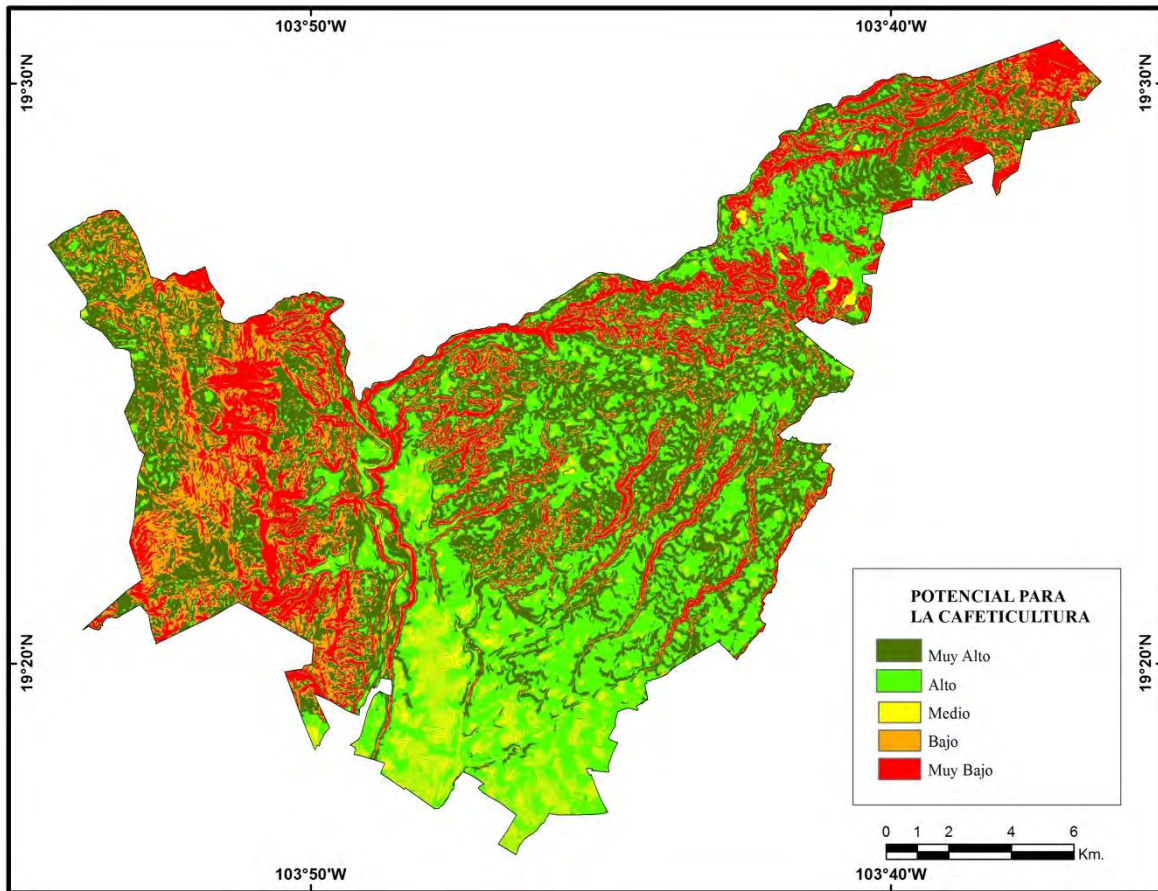 103°50'W
103°40'W
19°30'N
19°30'N
19°20'N
19°20'N
POTENCIAL PARA
LA CAFETICULTURA
Muy Alto
Alto
Medio
Bajo
Muy Bajo
0 1 2 4 6
Km.
103°50'W
103°40'W